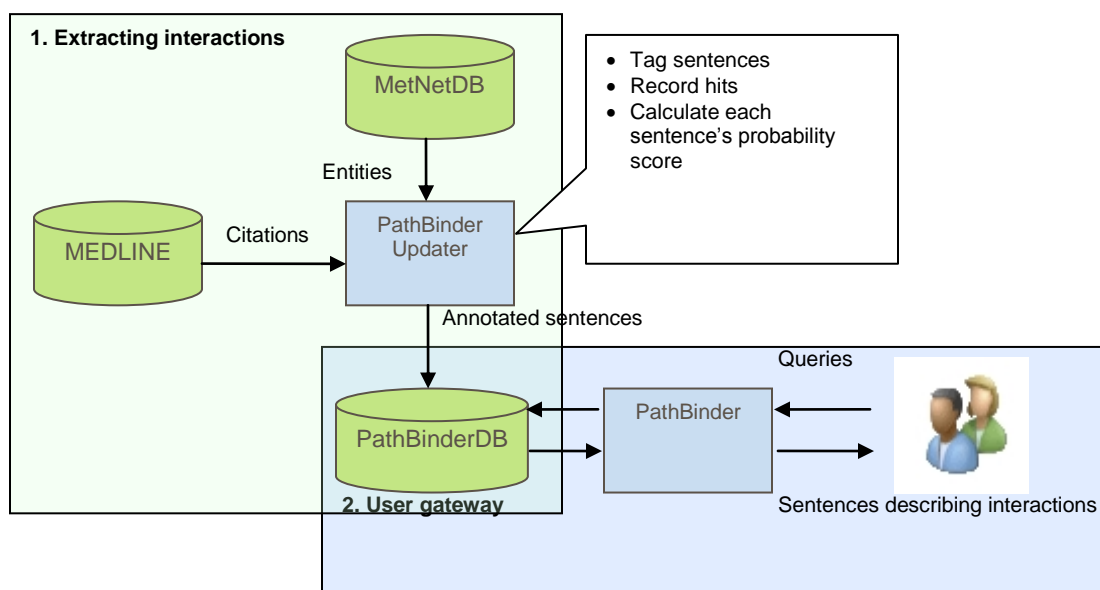 1. Extracting interactions
MetNetDB
• Tag sentences
• Record hits
• Calculate each
sentence’s probability
score
Entities
MEDLINE
Citations
PathBinder
Updater
Annotated sentences
Queries
PathBinderDB
PathBinder
2. User gateway
Sentences describing interactions